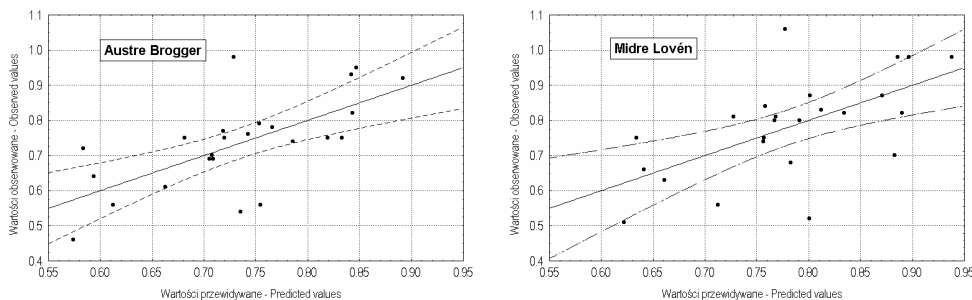 Austre Brogger
Wartości obserwowane - Observed values
1.1
1.0
0.9
0.8
0.7
0.6
0.5
0.4
0.55 0.60 0.65 0.70 0.75 0.80 0.85 0.90 0.95
Wartości przewidywane - Predicted values
Midre Lovén
Wartości obserwowane - Observed values
1.1
1.0
0.9
0.8
0.7
0.6
0.5
0.4
0.55 0.60 0.65 0.70 0.75 0.80 0.85 0.90 0.95
Wartości przewidywane - Predicted values